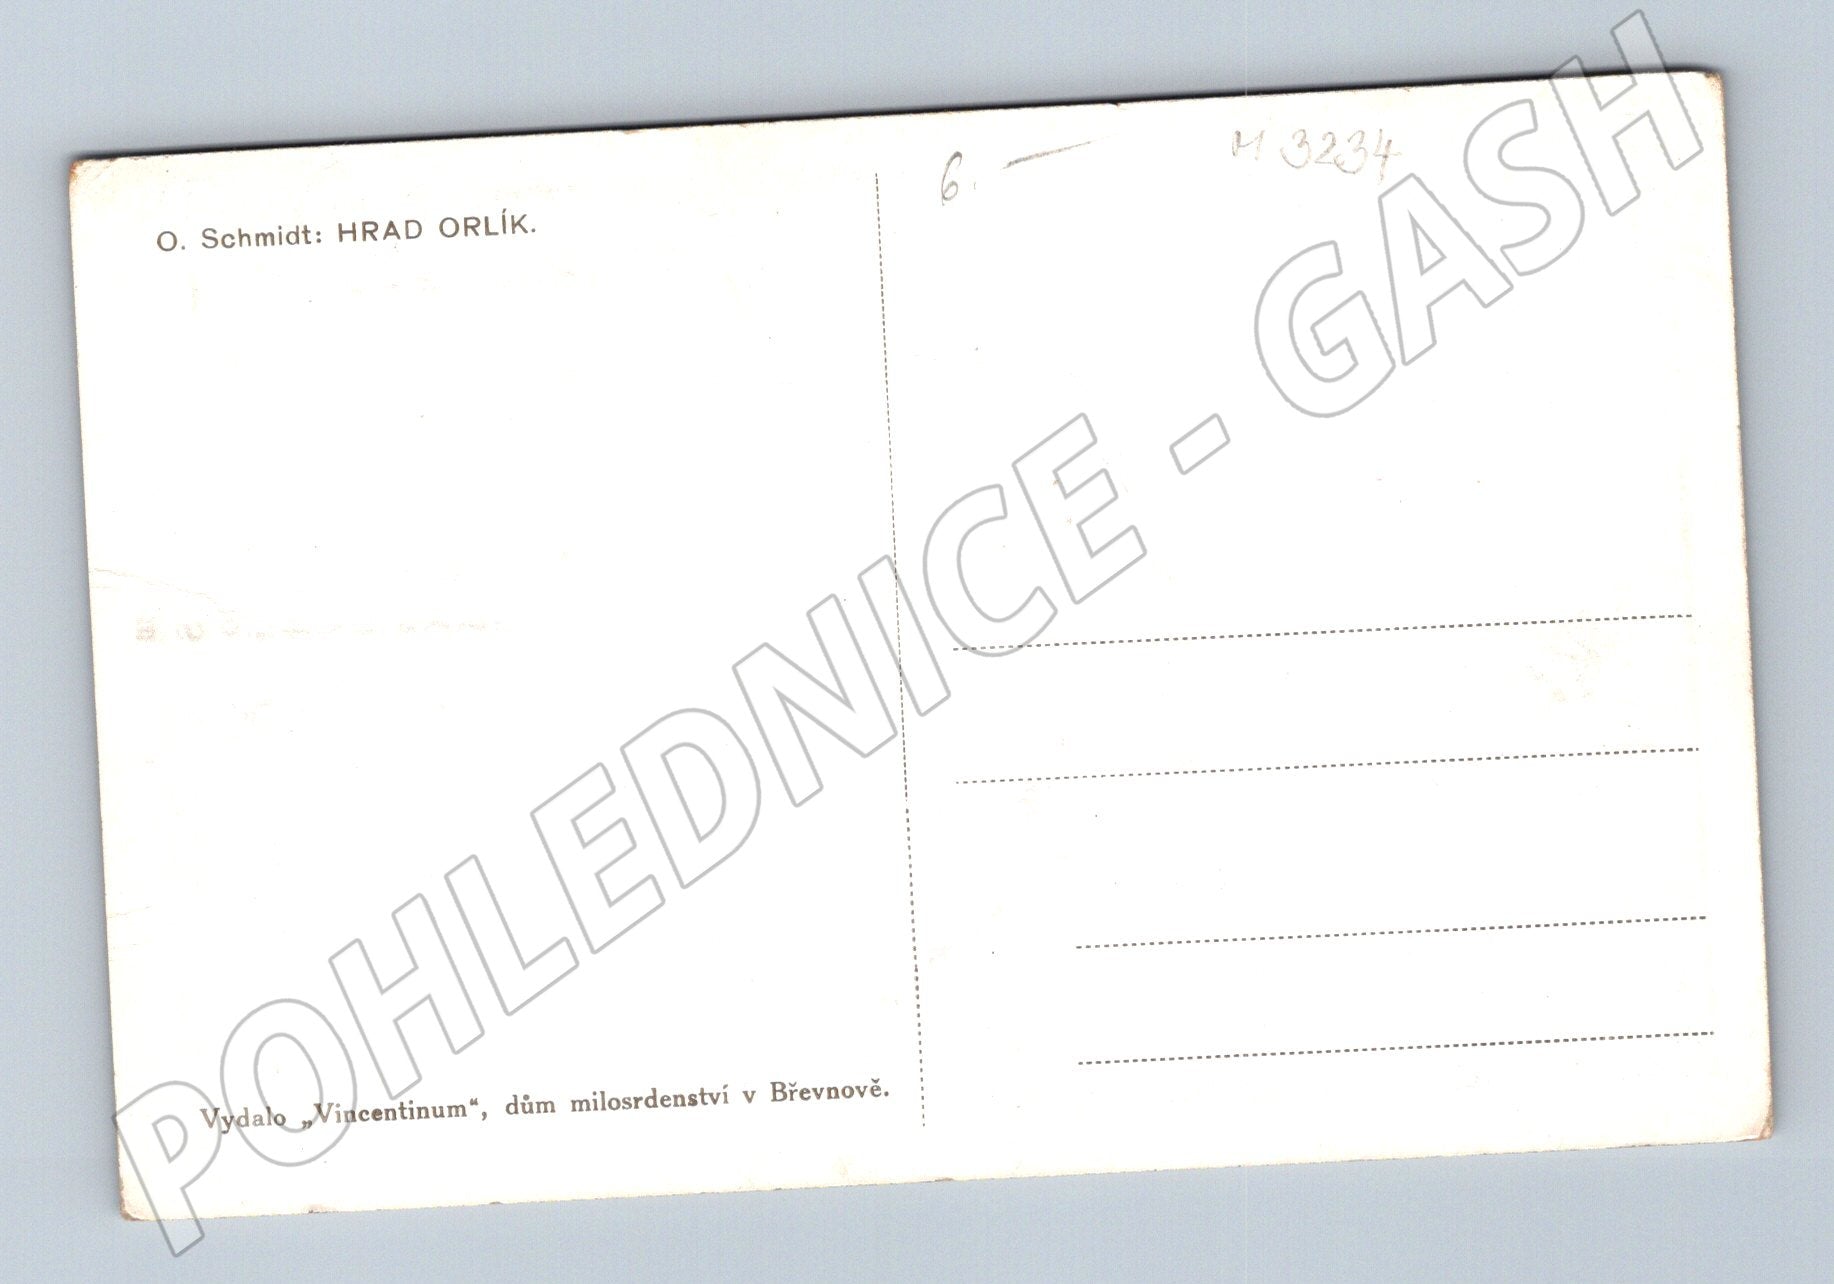 6. —
M 3234
O. Schmidt: HRAD ORLÍK.
POHLEDNICE - GASH
Vydalo „Vincentinum“, dům milosrdenství v Břevnově.